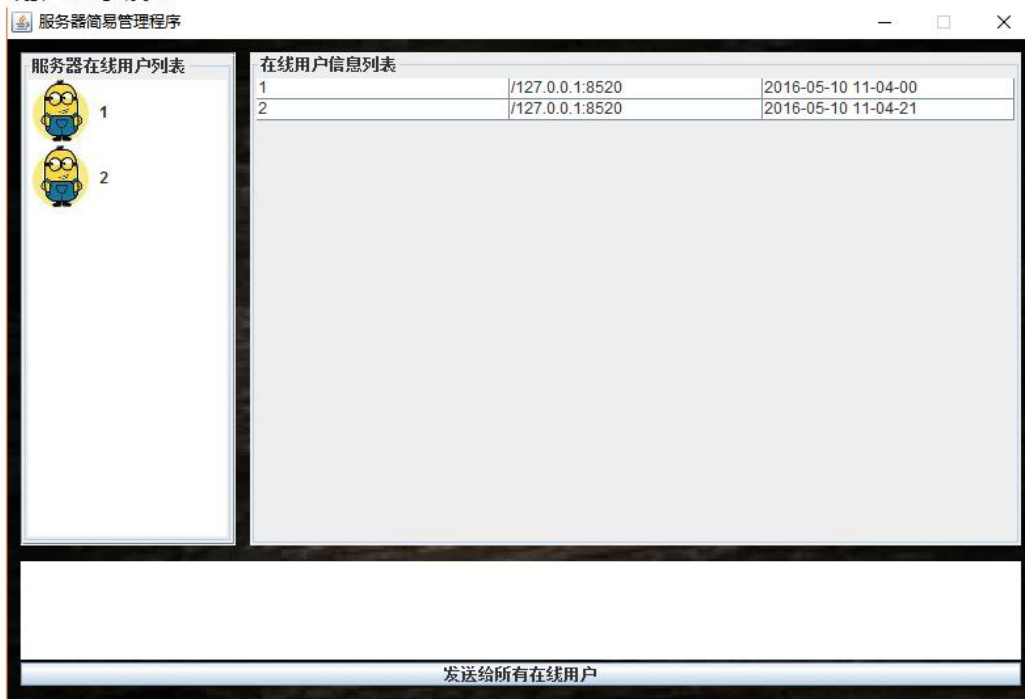 服务器简易管理程序
服务器在线用户列表
1
2
在线用户信息列表
1 /127.0.0.1:8520 2016-05-10 11-04-00
2 /127.0.0.1:8520 2016-05-10 11-04-21
发送给所有在线用户